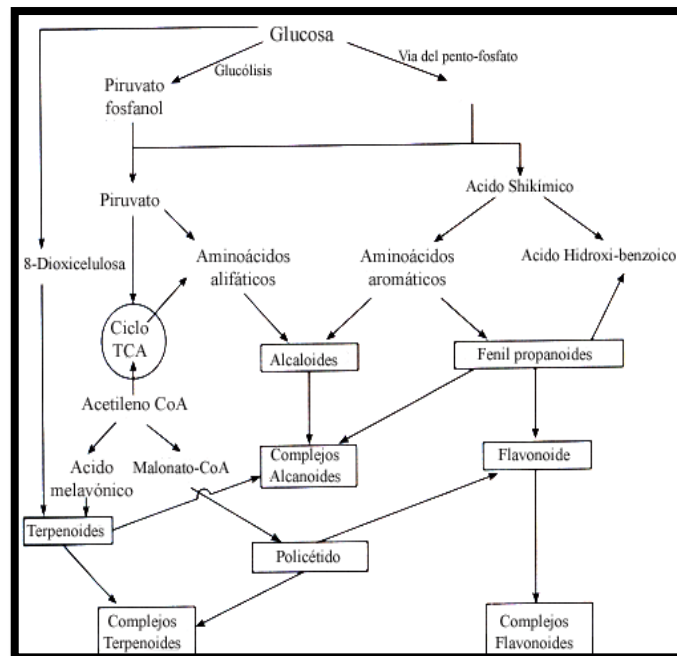 Glucosa
Glucólisis
Via del pento-fosfato
Piruvato
fosfanol
Piruvato
Acido Shikímico
8-Dioxicelulosa
Aminoácidos
alifáticos
Aminoácidos
aromáticos
Acido Hidroxi-benzoico
Ciclo
TCA
Alcaloides
Fenil propanoides
Acetileno CoA
Acido
melavónico
Malonato-CoA
Complejos
Alcanoides
Flavonoide
Terpenoides
Policétido
Complejos
Terpenoides
Complejos
Flavonoides